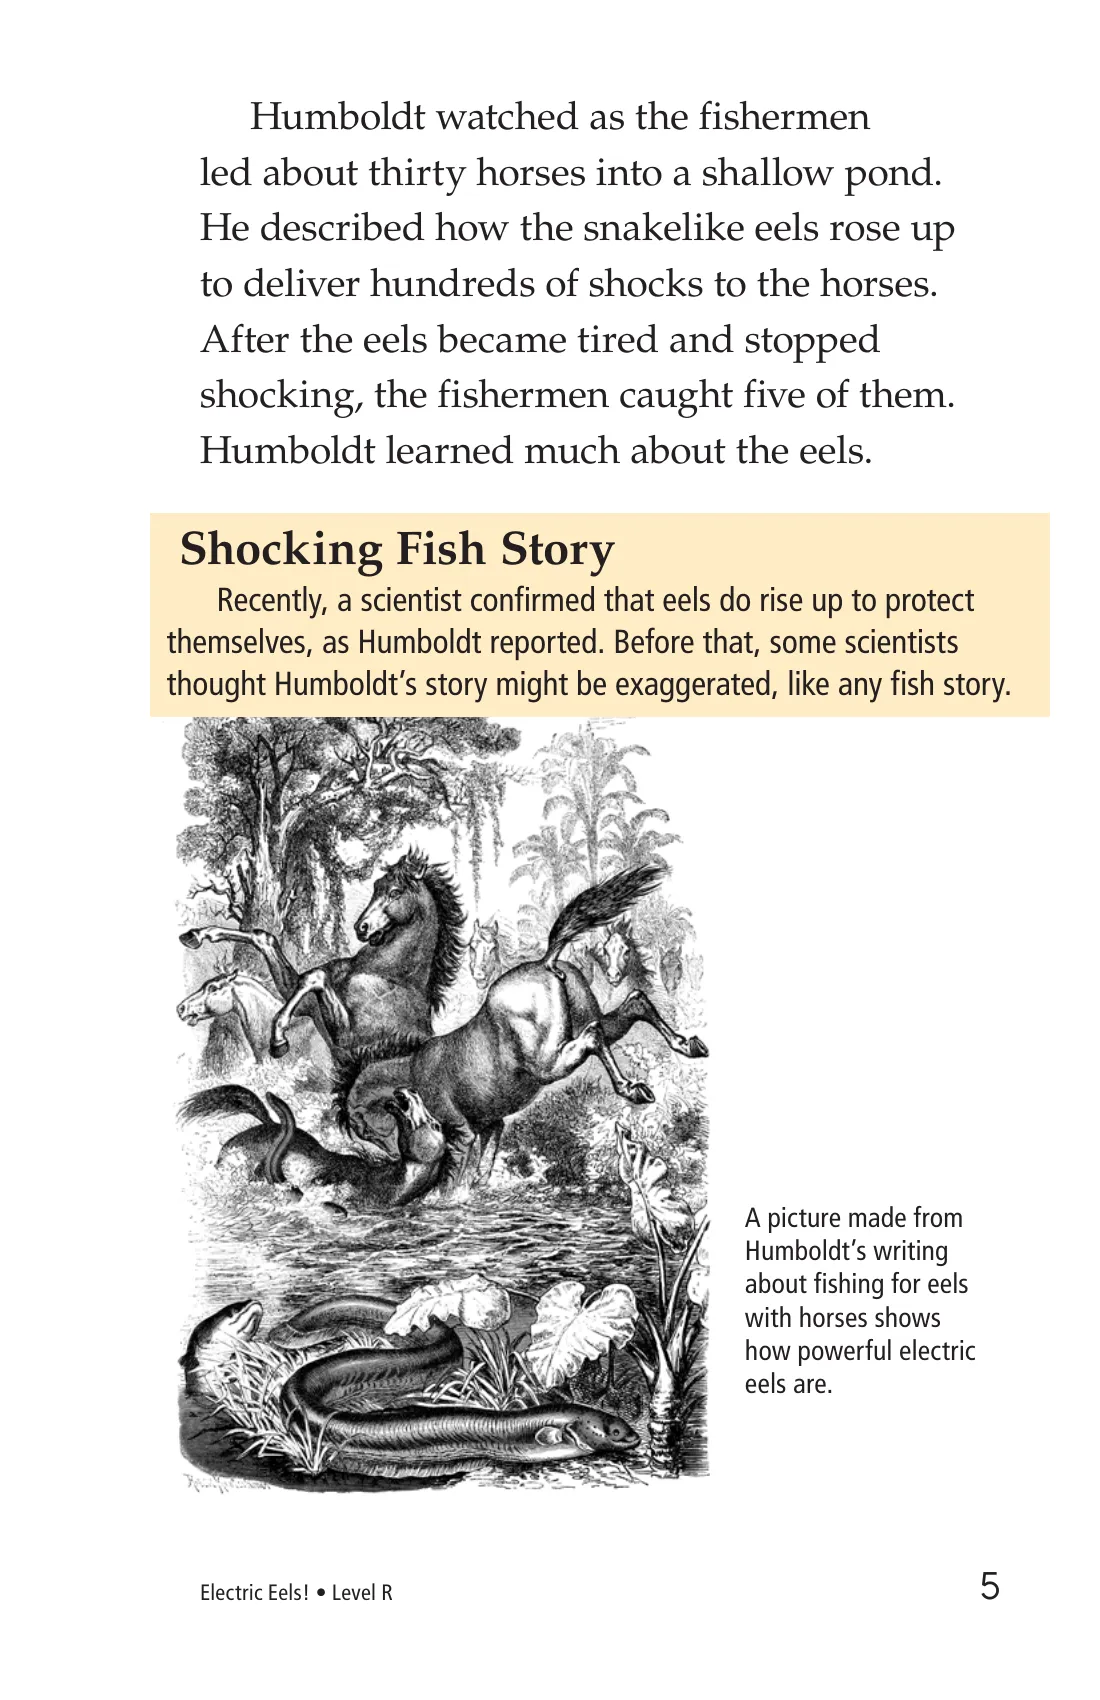 Humboldt watched as the fishermen
led about thirty horses into a shallow pond.
He described how the snakelike eels rose up
to deliver hundreds of shocks to the horses.
After the eels became tired and stopped
shocking, the fishermen caught five of them.
Humboldt learned much about the eels.
Shocking Fish Story
Recently, a scientist confirmed that eels do rise up to protect
themselves, as Humboldt reported. Before that, some scientists
thought Humboldt’s story might be exaggerated, like any fish story.
A picture made from
Humboldt’s writing
about fishing for eels
with horses shows
how powerful electric
eels are.
Electric Eels! • Level R
5